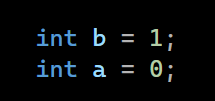 int b = 1;
int a = 0;